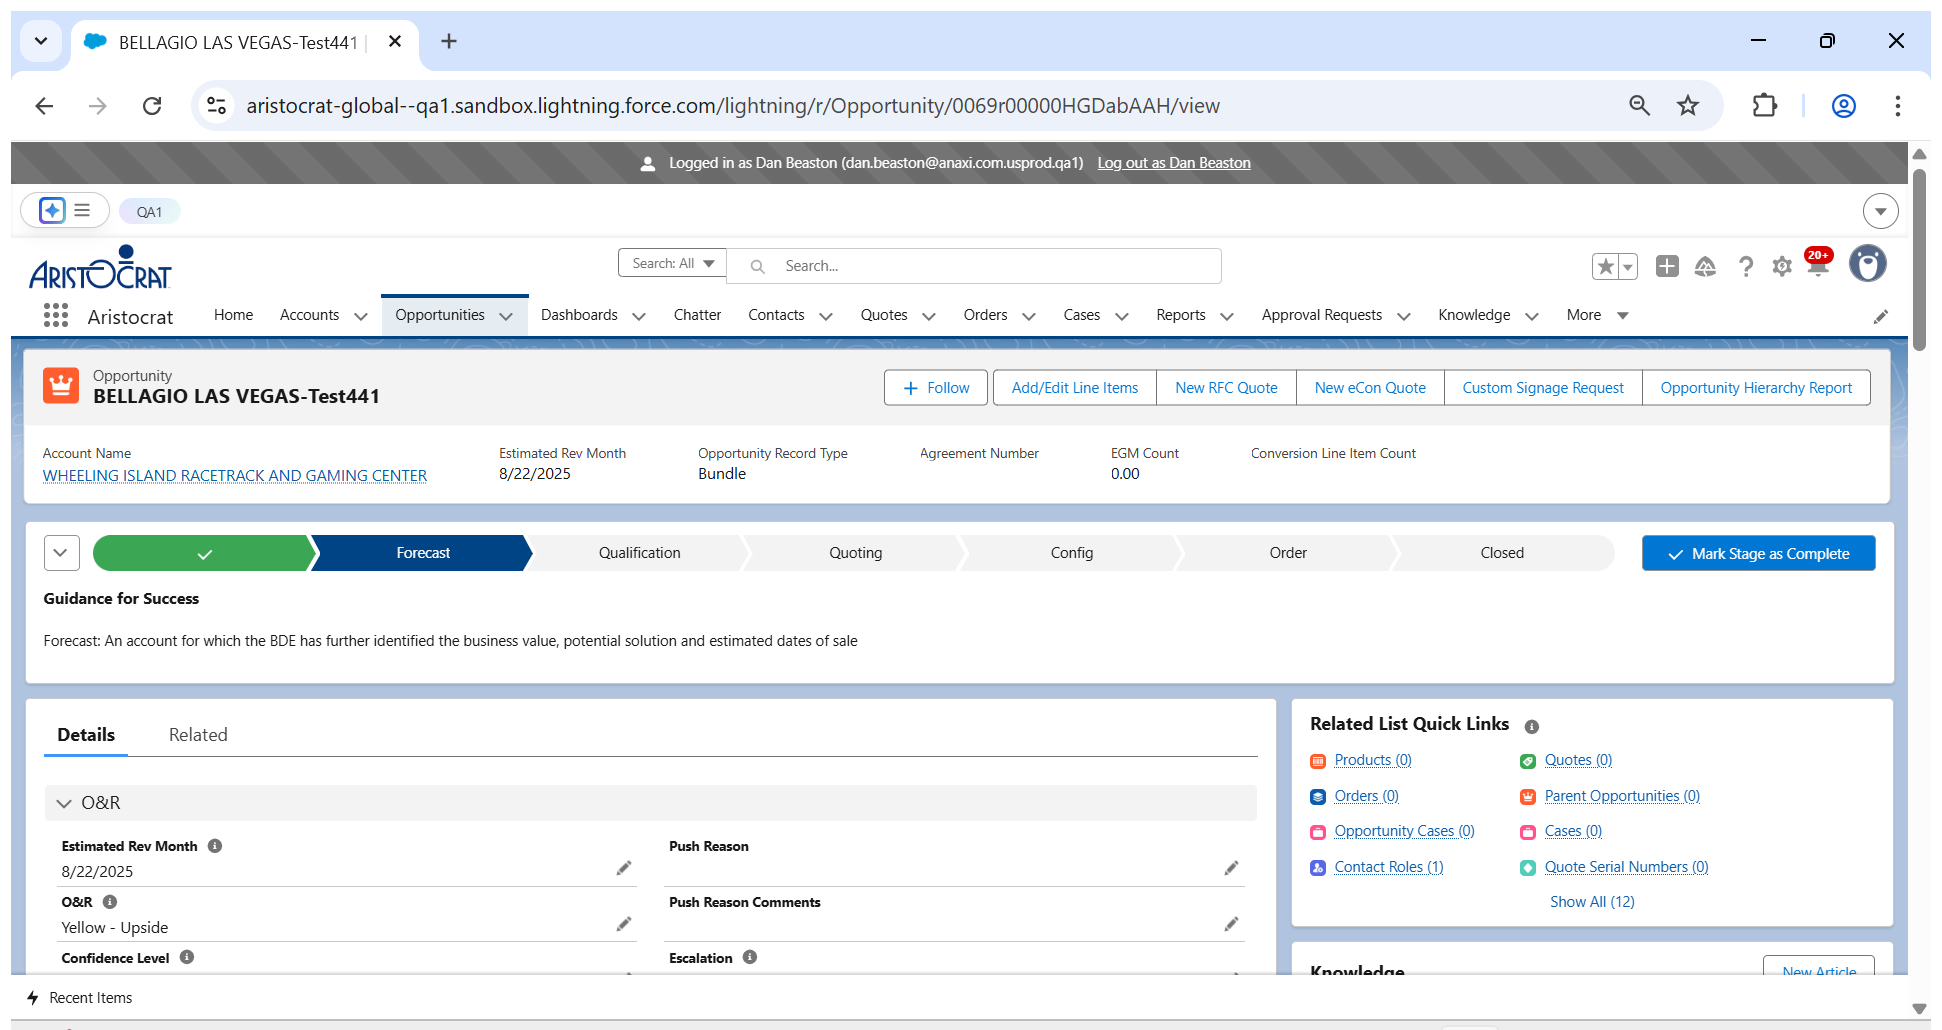 BELLAGIO LAS VEGAS-Test441
aristocrat-global--qa1.sandbox.lightning.force.com/lightning/r/Opportunity/0069r00000HGDabAAH/view
Logged in as Dan Beaston (dan.beaston@anaxi.com.usprod.qa1) Log out as Dan Beaston
QA1
ARISTOCRAT
Search: All Search...
20+
Aristocrat Home Accounts Opportunities Dashboards Chatter Contacts Quotes Orders Cases Reports Approval Requests Knowledge More
Opportunity
BELLAGIO LAS VEGAS-Test441
Follow Add/Edit Line Items New RFC Quote New eCon Quote Custom Signage Request Opportunity Hierarchy Report
Account Name Estimated Rev Month Opportunity Record Type Agreement Number EGM Count Conversion Line Item Count
WHEELING ISLAND RACETRACK AND GAMING CENTER 8/22/2025 Bundle 0.00
Forecast Qualification Quoting Config Order Closed Mark Stage as Complete
Guidance for Success
Forecast: An account for which the BDE has further identified the business value, potential solution and estimated dates of sale
Details Related
O&R
Estimated Rev Month Push Reason
8/22/2025
O&R Push Reason Comments
Yellow - Upside
Confidence Level Escalation
Related List Quick Links
Products (0) Quotes (0)
Orders (0) Parent Opportunities (0)
Opportunity Cases (0) Cases (0)
Contact Roles (1) Quote Serial Numbers (0)
Show All (12)
Knowledge New Article
Recent Items